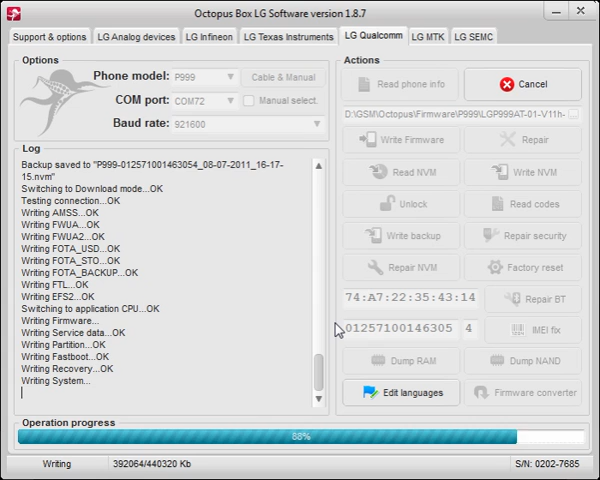 Octopus Box LG Software version 1.8.7
Support & options
LG Analog devices
LG Infineon
LG Texas Instruments
LG Qualcomm
LG MTK
LG SEMC
Options
Phone model:
P999
Cable & Manual
COM port:
COM72
Manual select.
Baud rate:
921600
Log
Backup saved to "P999-012571001463054_08-07-2011_16-17-
15.nvm"
Switching to Download mode...OK
Testing connection...OK
Writing AMSS...OK
Writing FWUA...OK
Writing FWUA2...OK
Writing FOTA_USD...OK
Writing FOTA_STO...OK
Writing FOTA_BACKUP...OK
Writing FTL...OK
Writing EFS2...OK
Switching to application CPU...OK
Writing Firmware...
Writing Service data...OK
Writing Partition...OK
Writing Fastboot...OK
Writing Recovery...OK
Writing System...
Actions
Read phone info
Cancel
D:\GSM\Octopus\Firmware\P999\LGP999AT-01-V11h-
Write Firmware
Repair
Read NVM
Write NVM
Unlock
Read codes
Write backup
Repair security
Repair NVM
Factory reset
74:A7:22:35:43:14
Repair BT
01257100146305
4
IMEI fix
Dump RAM
Dump NAND
Edit languages
Firmware converter
Operation progress
88%
Writing
392064/440320 Kb
S/N: 0202-7685